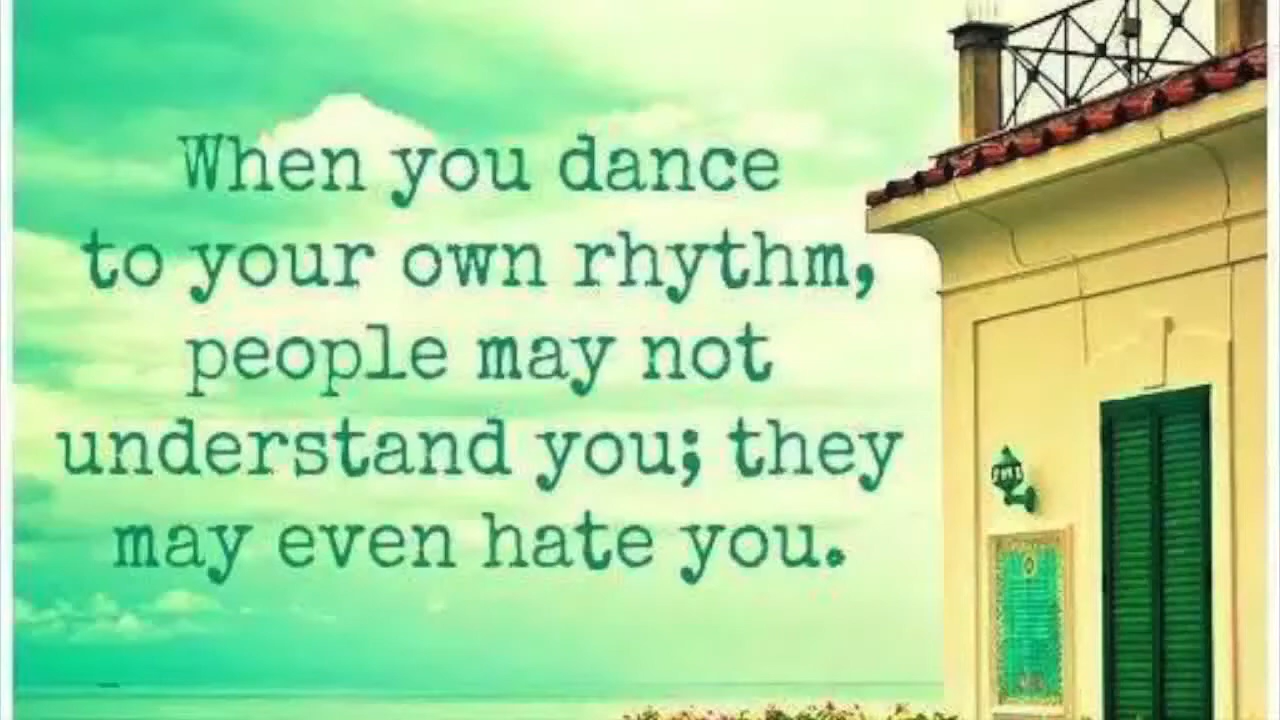 When you dance
to your own rhythm,
people may not
understand you; they
may even hate you.